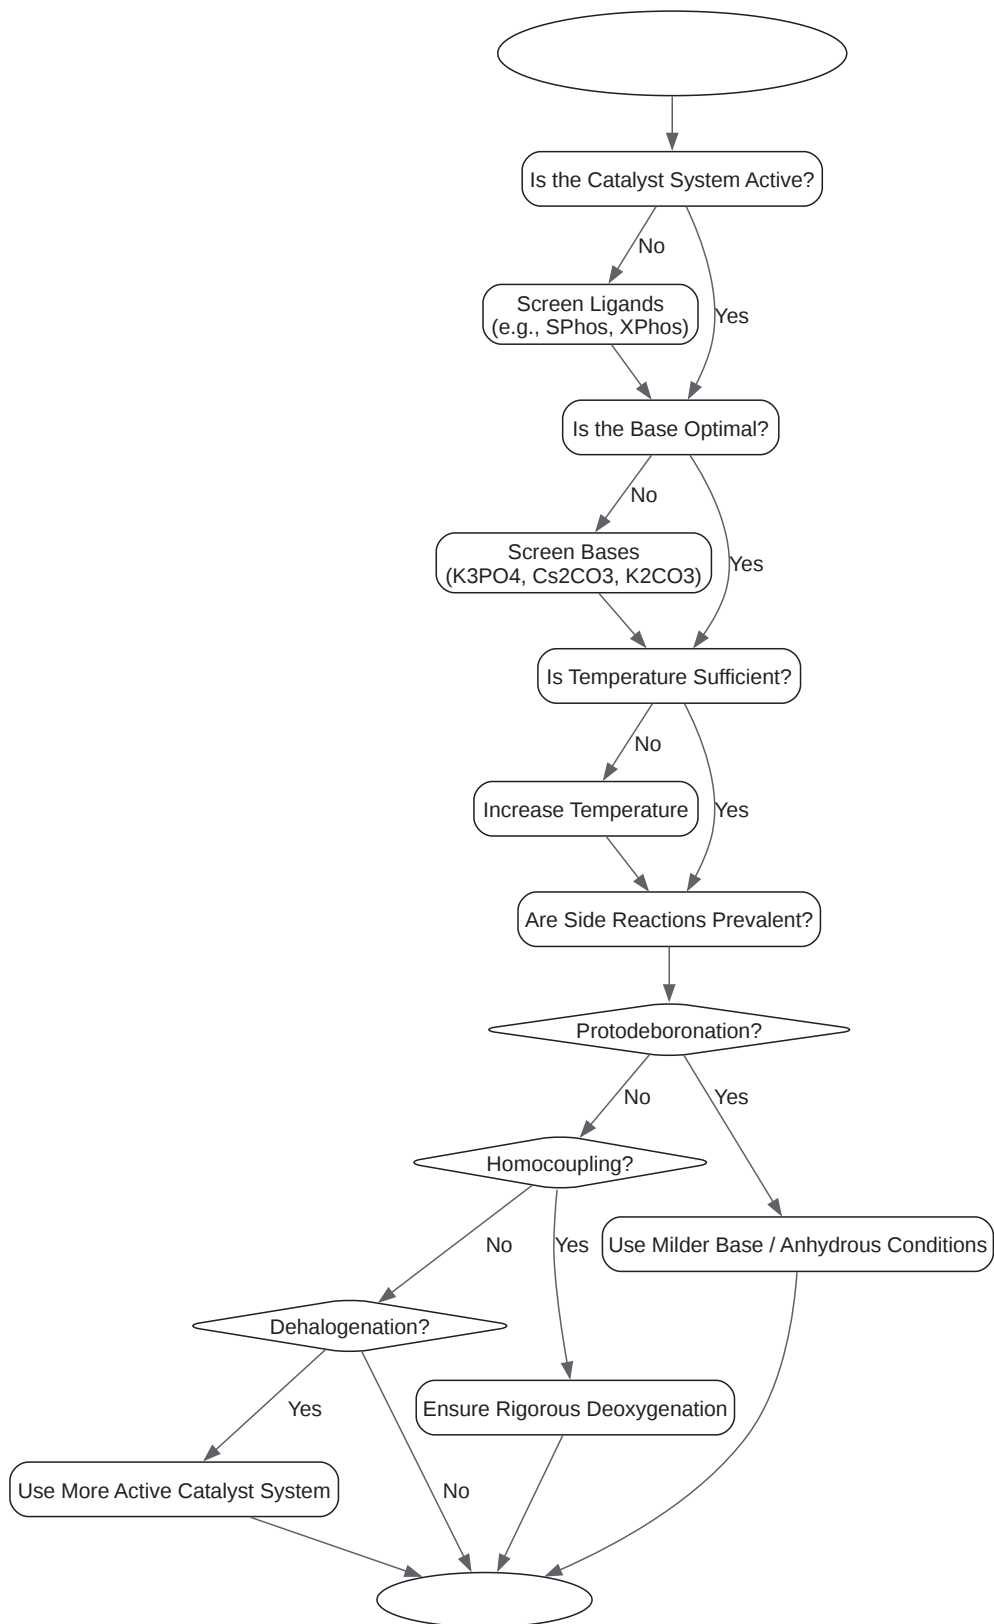 Is the Catalyst System Active?
No
Yes
Screen Ligands
(e.g., SPhos, XPhos)
Is the Base Optimal?
No
Yes
Screen Bases
(K3PO4, Cs2CO3, K2CO3)
Is Temperature Sufficient?
No
Yes
Increase Temperature
Are Side Reactions Prevalent?
Protodeboronation?
No
Yes
Homocoupling?
No
Yes
Use Milder Base / Anhydrous Conditions
Dehalogenation?
Yes
No
Ensure Rigorous Deoxygenation
Use More Active Catalyst System